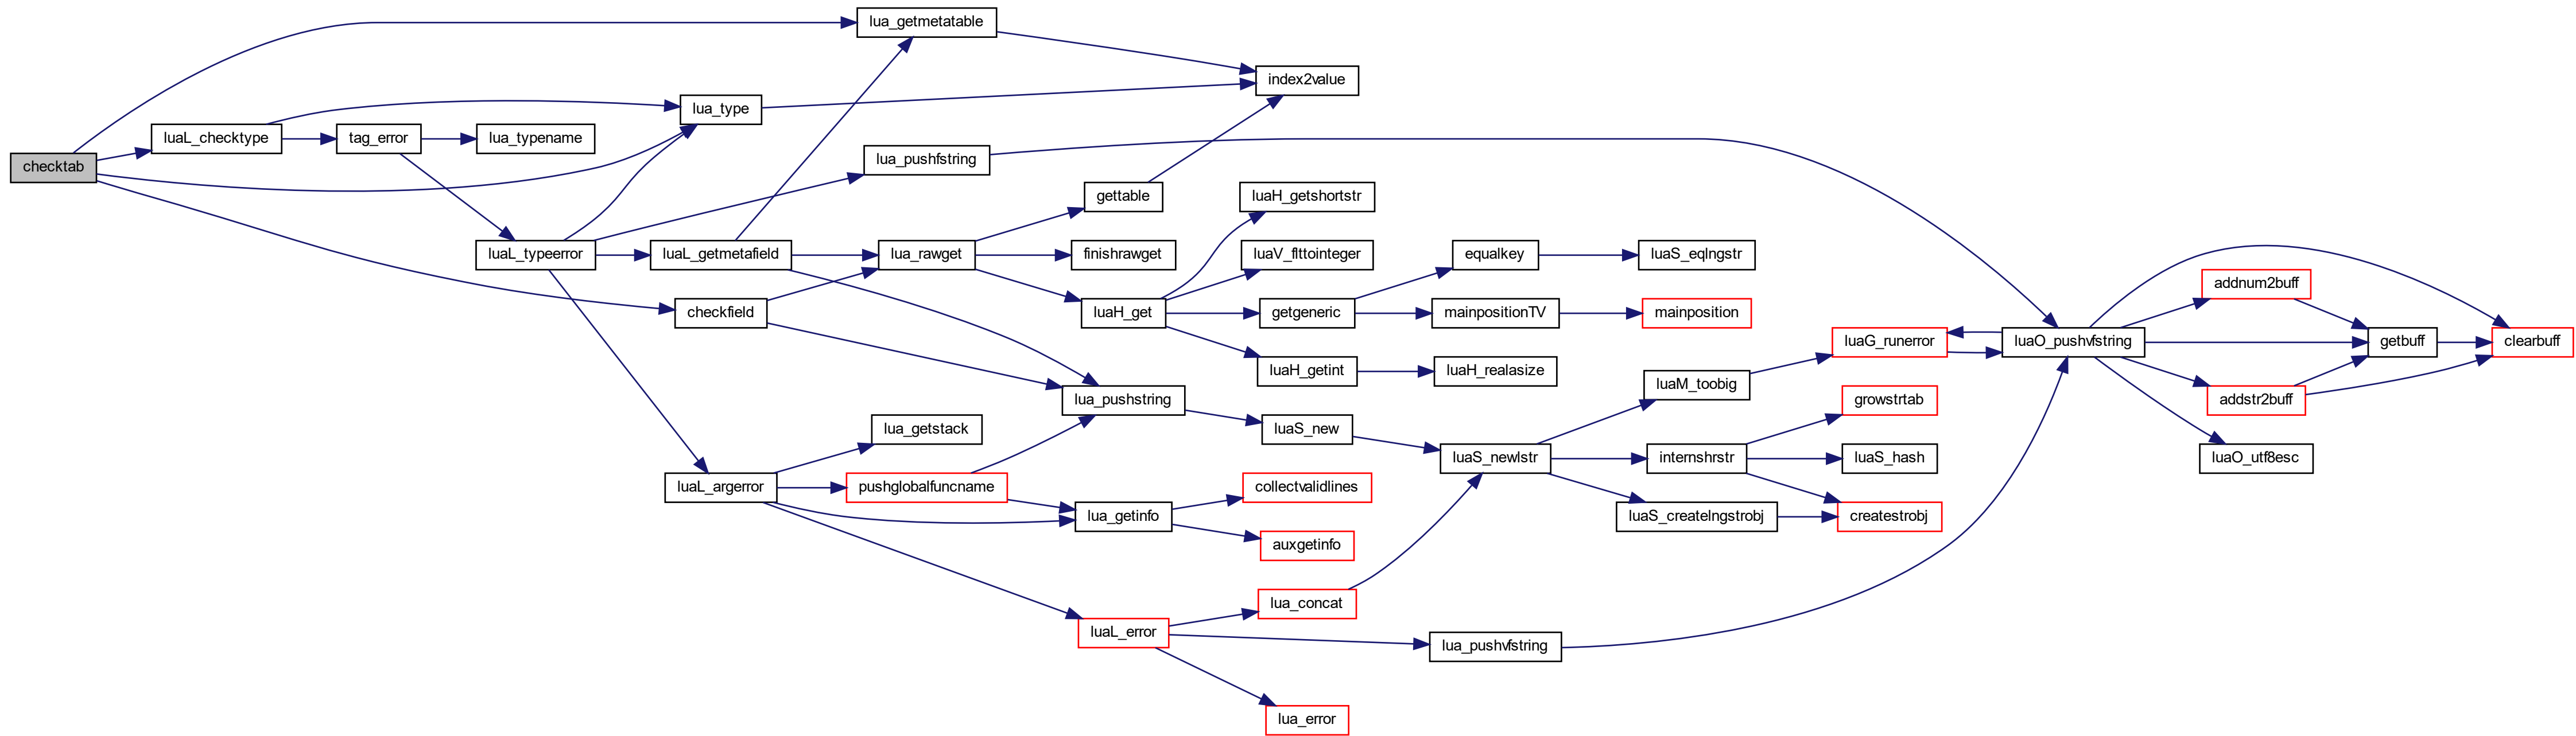 checktab
luaL_checktype
tag_error
lua_typename
lua_getmetatable
index2value
lua_type
lua_pushfstring
luaL_typeerror
luaL_getmetafield
checkfield
lua_rawget
gettable
finishrawget
luaH_get
luaH_getshortstr
luaV_flttointeger
getgeneric
equalkey
luaS_eqlngstr
mainpositionTV
mainposition
luaH_getint
luaH_realasize
lua_pushstring
luaS_new
luaL_argerror
lua_getstack
pushglobalfuncname
lua_getinfo
collectvalidlines
auxgetinfo
luaL_error
lua_concat
lua_pushvfstring
lua_error
luaS_newlstr
luaM_toobig
internshrstr
luaS_createlngstrobj
growstrtab
luaS_hash
createstrobj
luaG_runerror
luaO_pushvfstring
addnum2buff
getbuff
clearbuff
addstr2buff
luaO_utf8esc